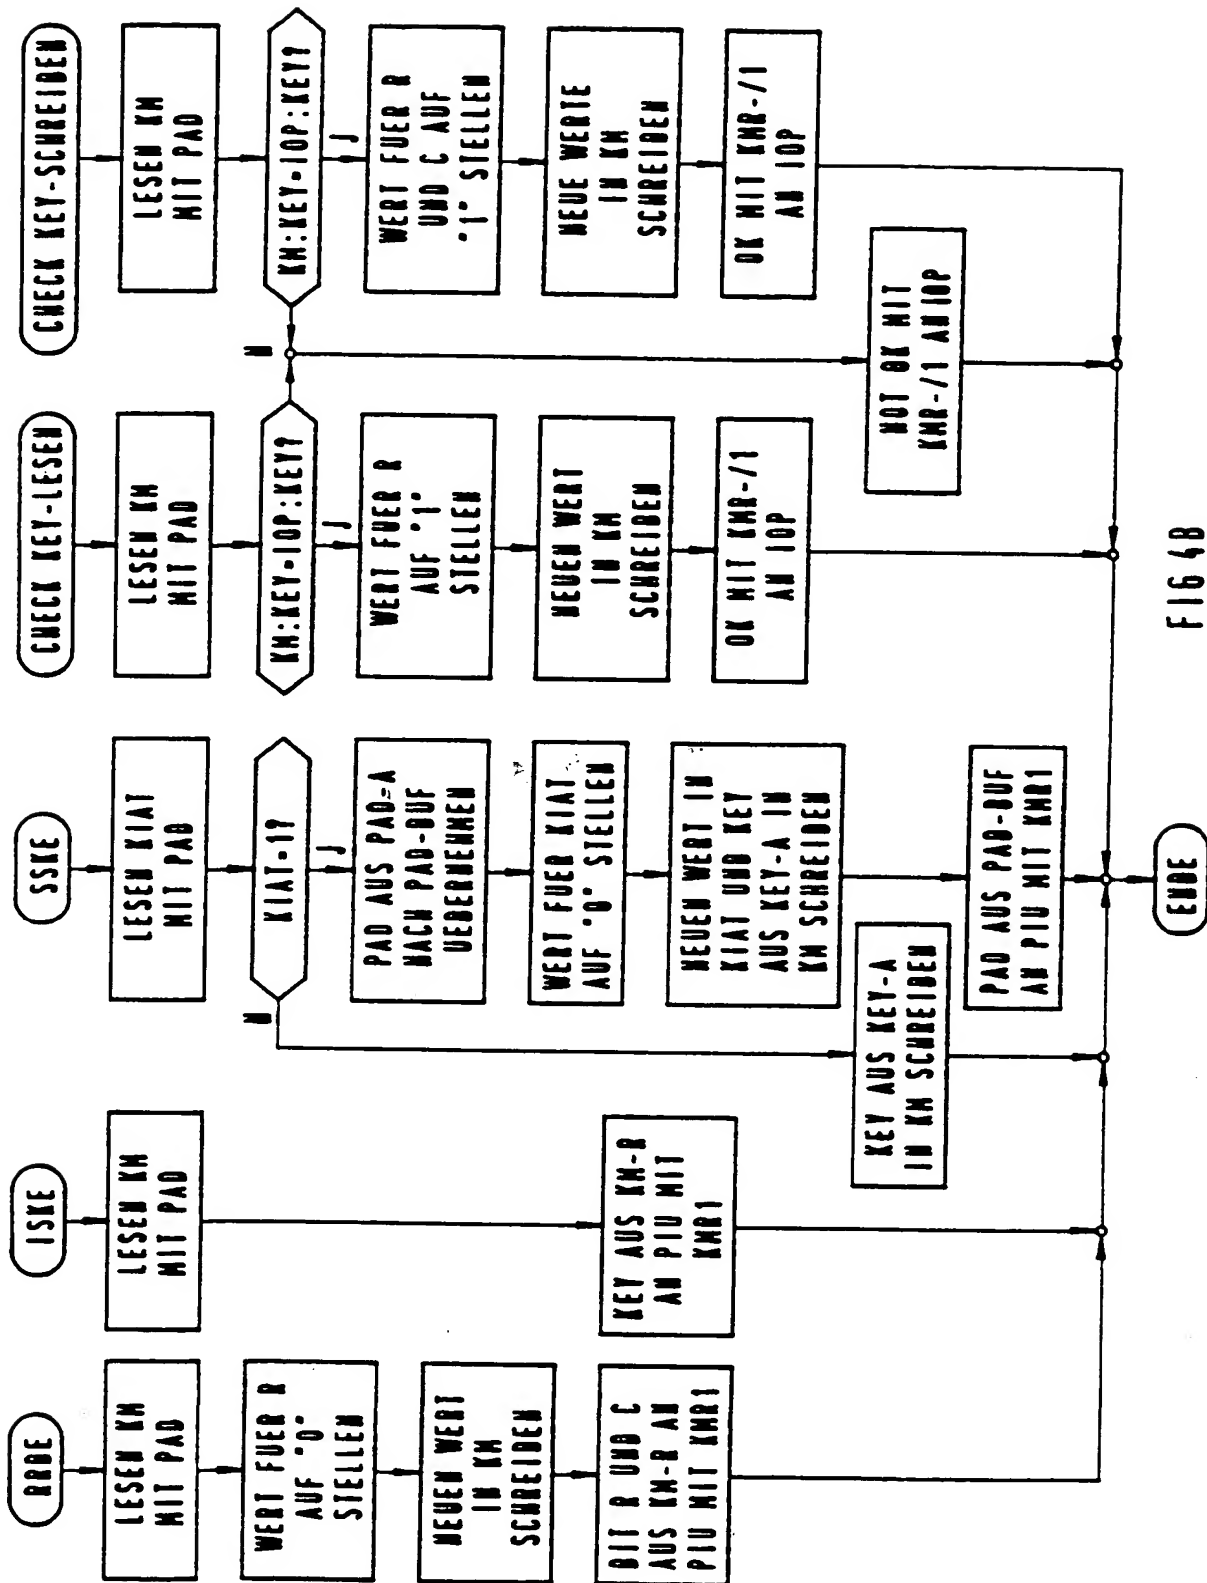 RRBE
LESEN KM
MIT PAD
WERT FUER R
AUF "0"
STELLEN
NEUEN WERT
IN KM
SCHREIBEN
BIT R UND C
AUS KM-R AN
PIU MIT KMR1
ISKE
LESEN KM
MIT PAD
KEY AUS KM-R
AN PIU MIT
KMR1
SSKE
LESEN KIAT
MIT PAD
KIAT=1?
N
J
PAD AUS PAD-A
NACH PAD-BUF
UEBERNEHMEN
WERT FUER KIAT
AUF "0" STELLEN
NEUEN WERT IN
KIAT UND KEY
AUS KEY-A IN
KM SCHREIBEN
KEY AUS KEY-A
IN KM SCHREIBEN
PAD AUS PAD-BUF
AN PIU MIT KMR1
CHECK KEY-LESEN
LESEN KM
MIT PAD
KM:KEY=IOP:KEY?
J
WERT FUER R
AUF "1"
STELLEN
NEUEN WERT
IN KM
SCHREIBEN
OK MIT KMR-/1
AN IOP
CHECK KEY-SCHREIBEN
LESEN KM
MIT PAD
KM:KEY=IOP:KEY?
N
J
WERT FUER R
UND C AUF
"1" STELLEN
NEUE WERTE
IN KM
SCHREIBEN
OK MIT KMR-/1
AN IOP
NOT OK MIT
KMR-/1 AN IOP
ENDE
FIG 4B